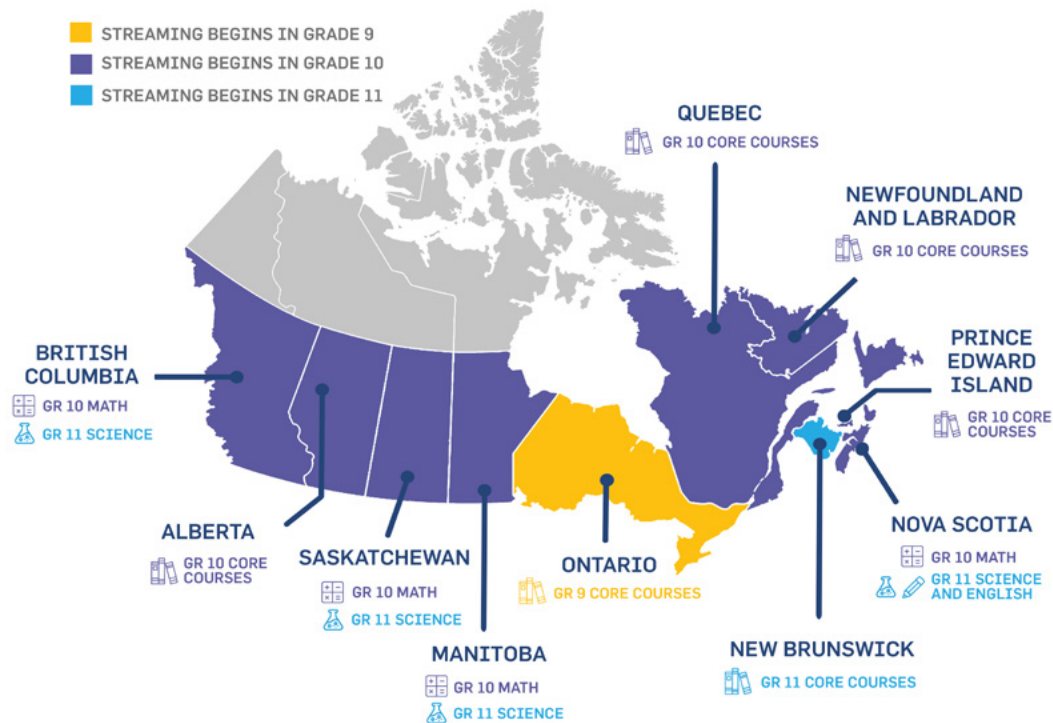 STREAMING BEGINS IN GRADE 9
STREAMING BEGINS IN GRADE 10
STREAMING BEGINS IN GRADE 11
QUEBEC
GR 10 CORE COURSES
NEWFOUNDLAND
AND LABRADOR
GR 10 CORE COURSES
PRINCE
EDWARD
ISLAND
GR 10 CORE
COURSES
BRITISH
COLUMBIA
GR 10 MATH
GR 11 SCIENCE
ALBERTA
GR 10 CORE
COURSES
SASKATCHEWAN
GR 10 MATH
GR 11 SCIENCE
MANITOBA
GR 10 MATH
GR 11 SCIENCE
ONTARIO
GR 9 CORE COURSES
NOVA SCOTIA
GR 10 MATH
GR 11 SCIENCE
AND ENGLISH
NEW BRUNSWICK
GR 11 CORE COURSES